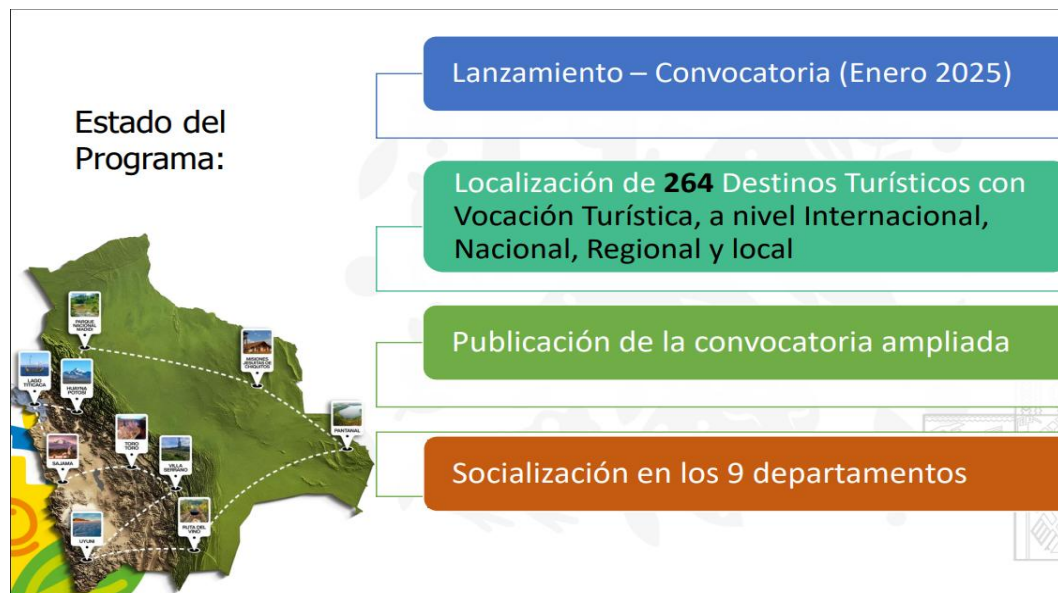 Estado del
Programa:
Lanzamiento – Convocatoria (Enero 2025)
Localización de 264 Destinos Turísticos con
Vocación Turística, a nivel Internacional,
Nacional, Regional y local
Publicación de la convocatoria ampliada
Socialización en los 9 departamentos
PARQUE
NACIONAL
MADIDI
MISIONES
JESUITAS DE
CHIQUITOS
LAGO
TITICACA
HUAYNA
POTOSI
PANTANAL
TORO
TORO
SAJAMA
VILLA
SERRANO
RUTA DEL
VINO
UYUNI